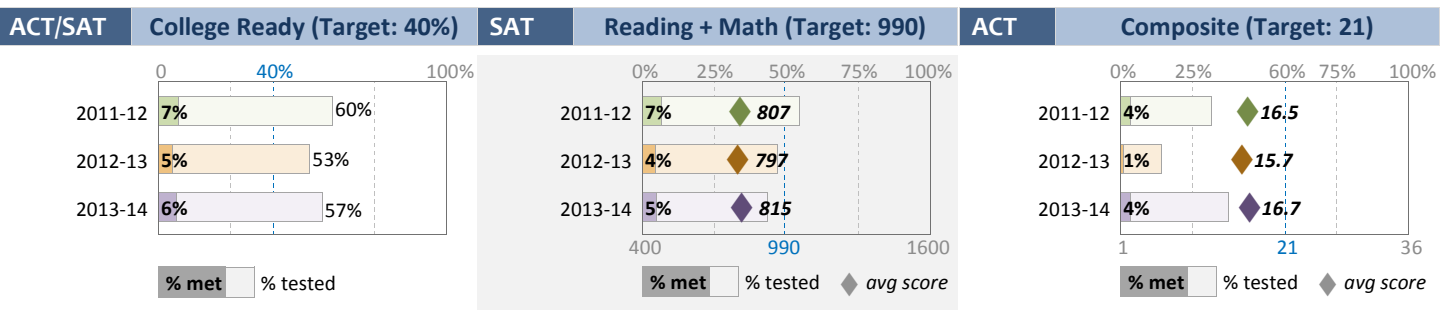 ACT/SAT College Ready (Target: 40%)
0 40% 100%
2011-12 7% 60%
2012-13 5% 53%
2013-14 6% 57%
% met % tested
SAT Reading + Math (Target: 990)
0% 25% 50% 75% 100%
2011-12 7% 807
2012-13 4% 797
2013-14 5% 815
400 990 1600
% met % tested avg score
ACT Composite (Target: 21)
0% 25% 60% 75% 100%
2011-12 4% 16.5
2012-13 1% 15.7
2013-14 4% 16.7
1 21 36
% met % tested avg score